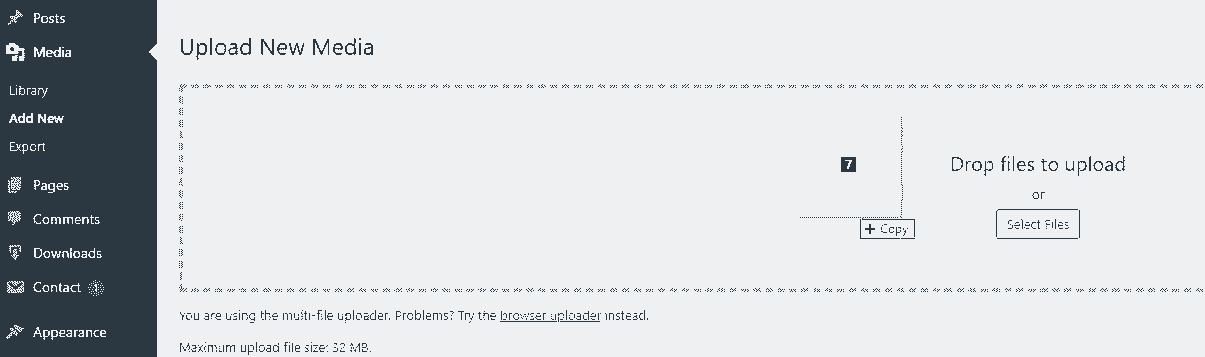 Posts
Media
Library
Add New
Export
Pages
Comments
Downloads
Contact 1
Appearance
Upload New Media
7
+ Copy
Drop files to upload
or
Select Files
You are using the multi-file uploader. Problems? Try the browser uploader instead.
Maximum upload file size: 32 MB.